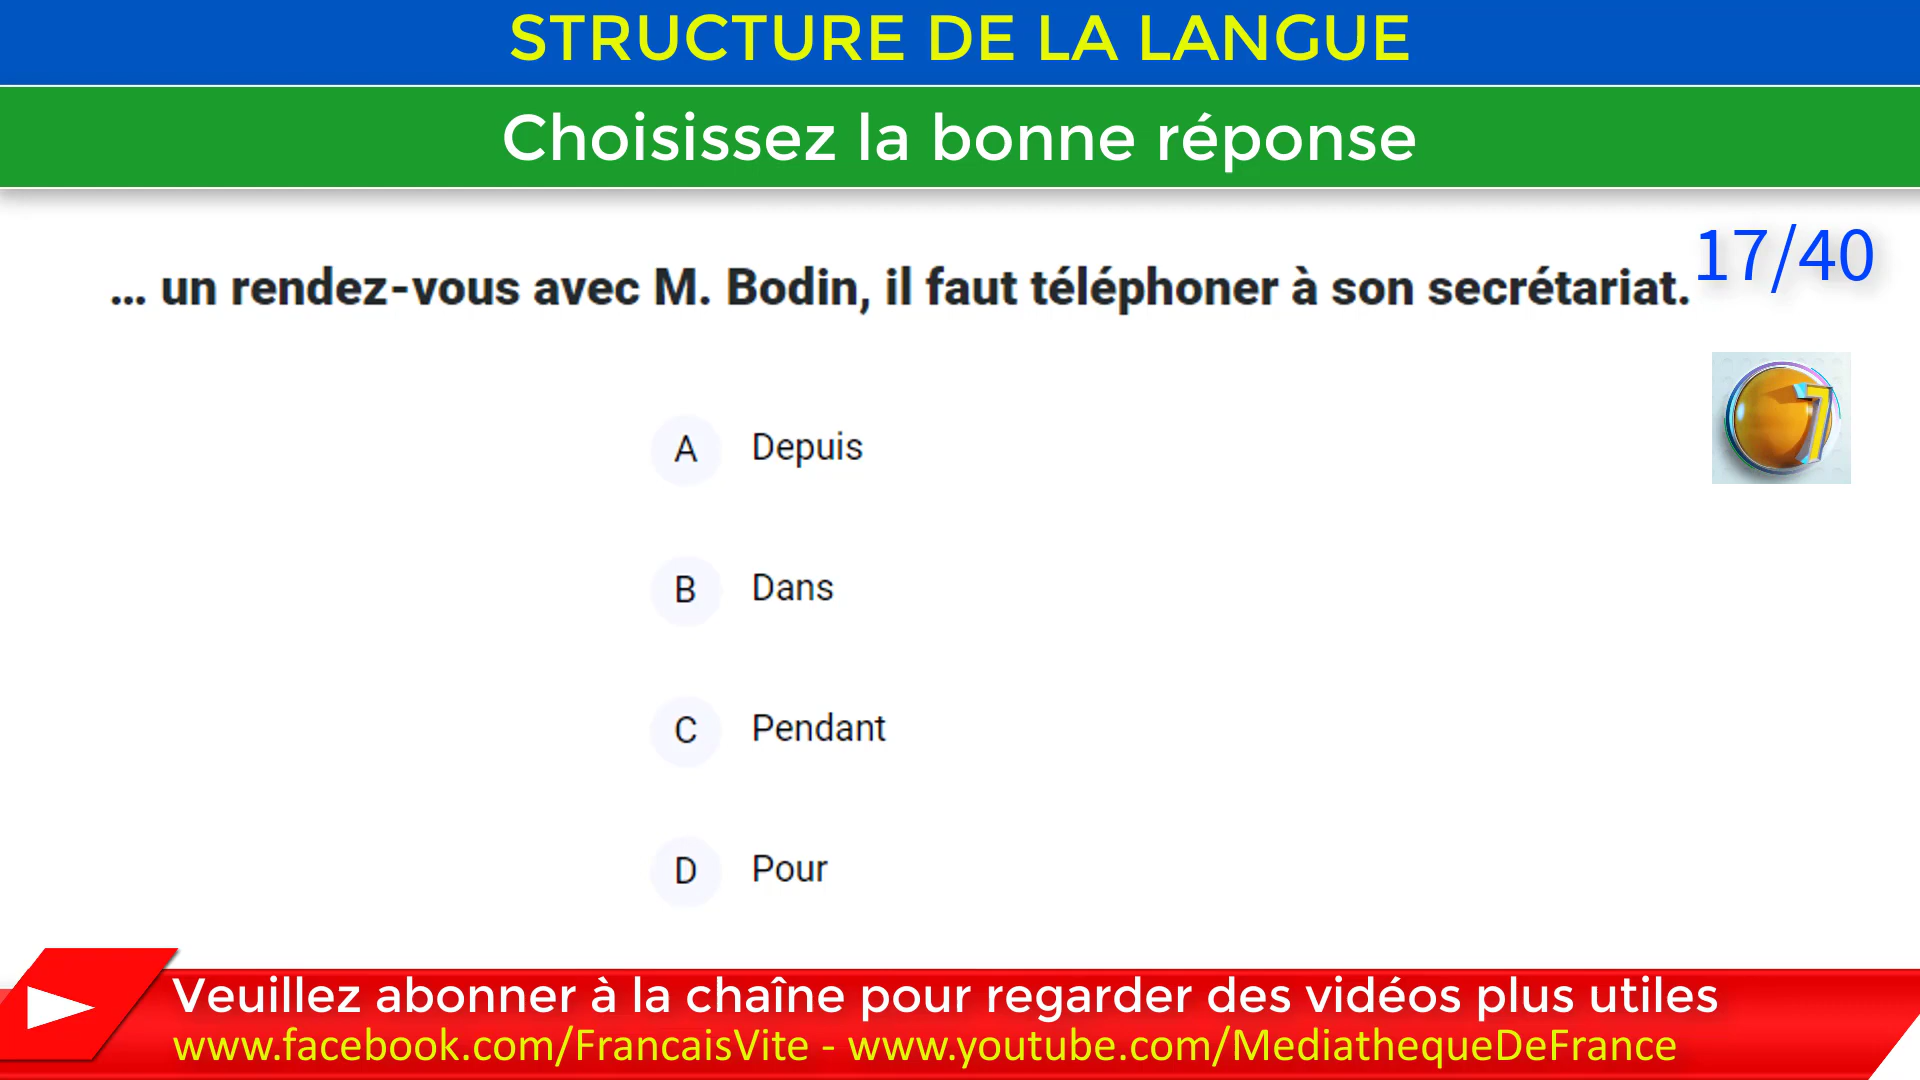 STRUCTURE DE LA LANGUE
Choisissez la bonne réponse
17/40
... un rendez-vous avec M. Bodin, il faut téléphoner à son secrétariat.
7
A Depuis
B Dans
C Pendant
D Pour
Veuillez abonner à la chaîne pour regarder des vidéos plus utiles
www.facebook.com/FrancaisVite - www.youtube.com/MediathequeDeFrance